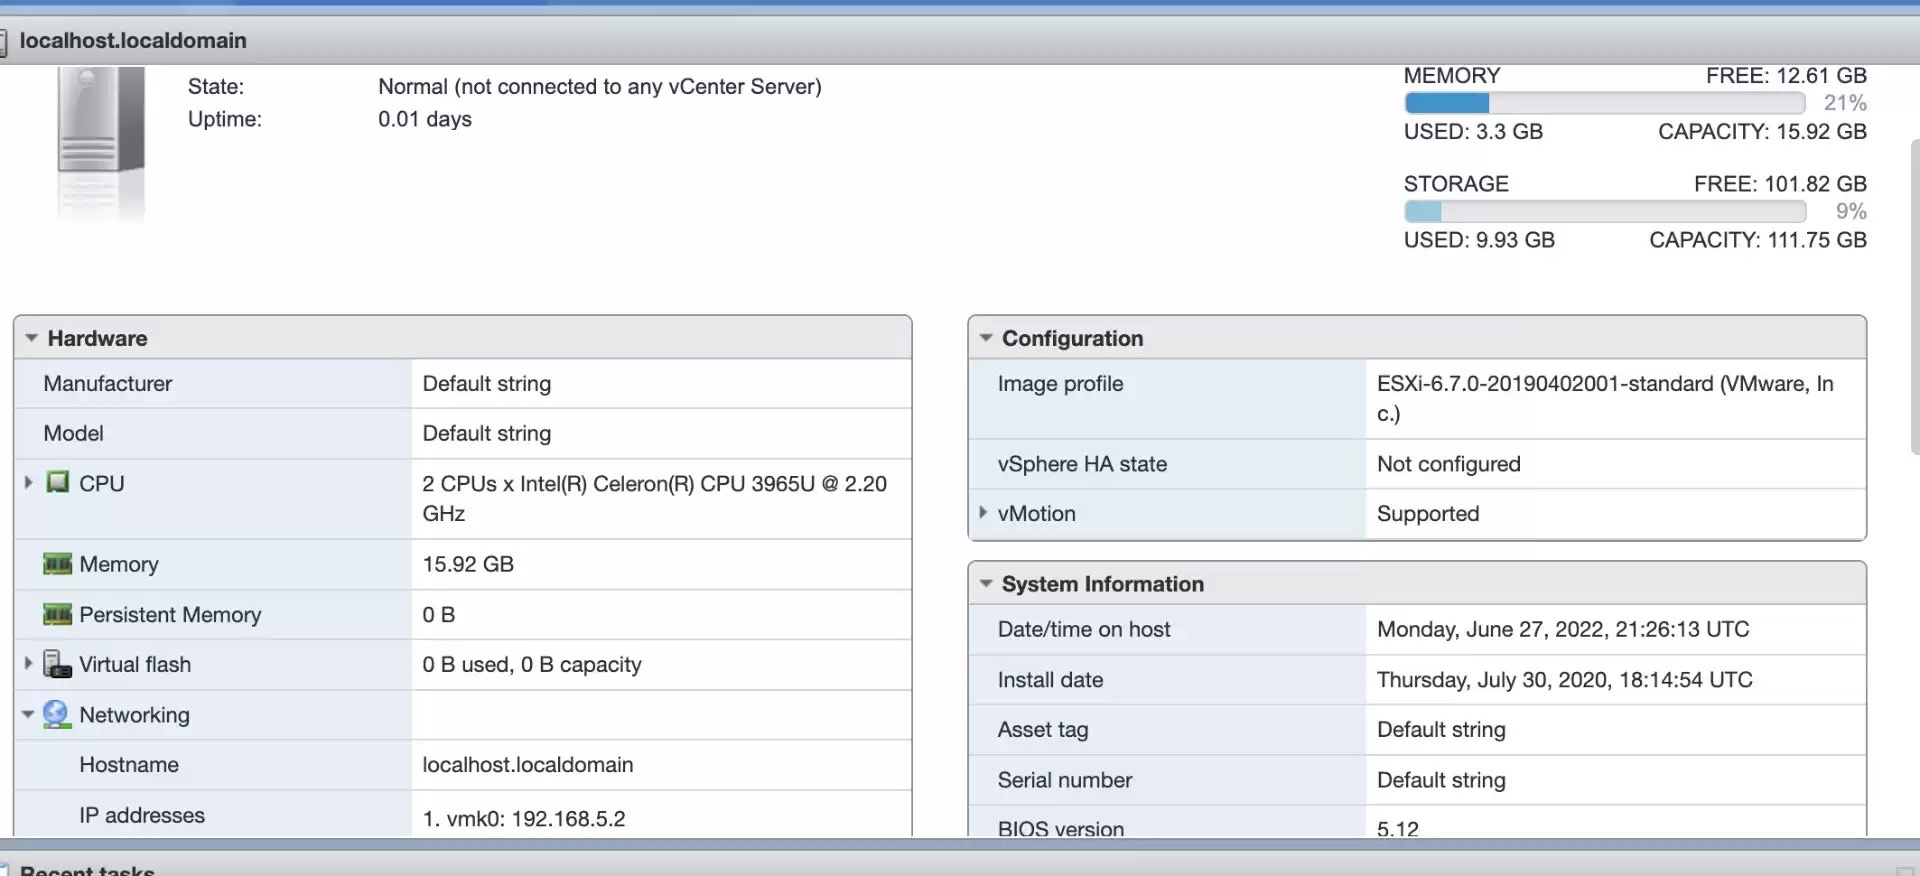 localhost.localdomain
State: Normal (not connected to any vCenter Server)
Uptime: 0.01 days
MEMORY FREE: 12.61 GB
21%
USED: 3.3 GB CAPACITY: 15.92 GB
STORAGE FREE: 101.82 GB
9%
USED: 9.93 GB CAPACITY: 111.75 GB
Hardware
Manufacturer Default string
Model Default string
CPU 2 CPUs x Intel(R) Celeron(R) CPU 3965U @ 2.20
GHz
Memory 15.92 GB
Persistent Memory 0 B
Virtual flash 0 B used, 0 B capacity
Networking
Hostname localhost.localdomain
IP addresses 1. vmk0: 192.168.5.2
Configuration
Image profile ESXi-6.7.0-20190402001-standard (VMware, In
c.)
vSphere HA state Not configured
vMotion Supported
System Information
Date/time on host Monday, June 27, 2022, 21:26:13 UTC
Install date Thursday, July 30, 2020, 18:14:54 UTC
Asset tag Default string
Serial number Default string
BIOS version 5.12
Recent tasks